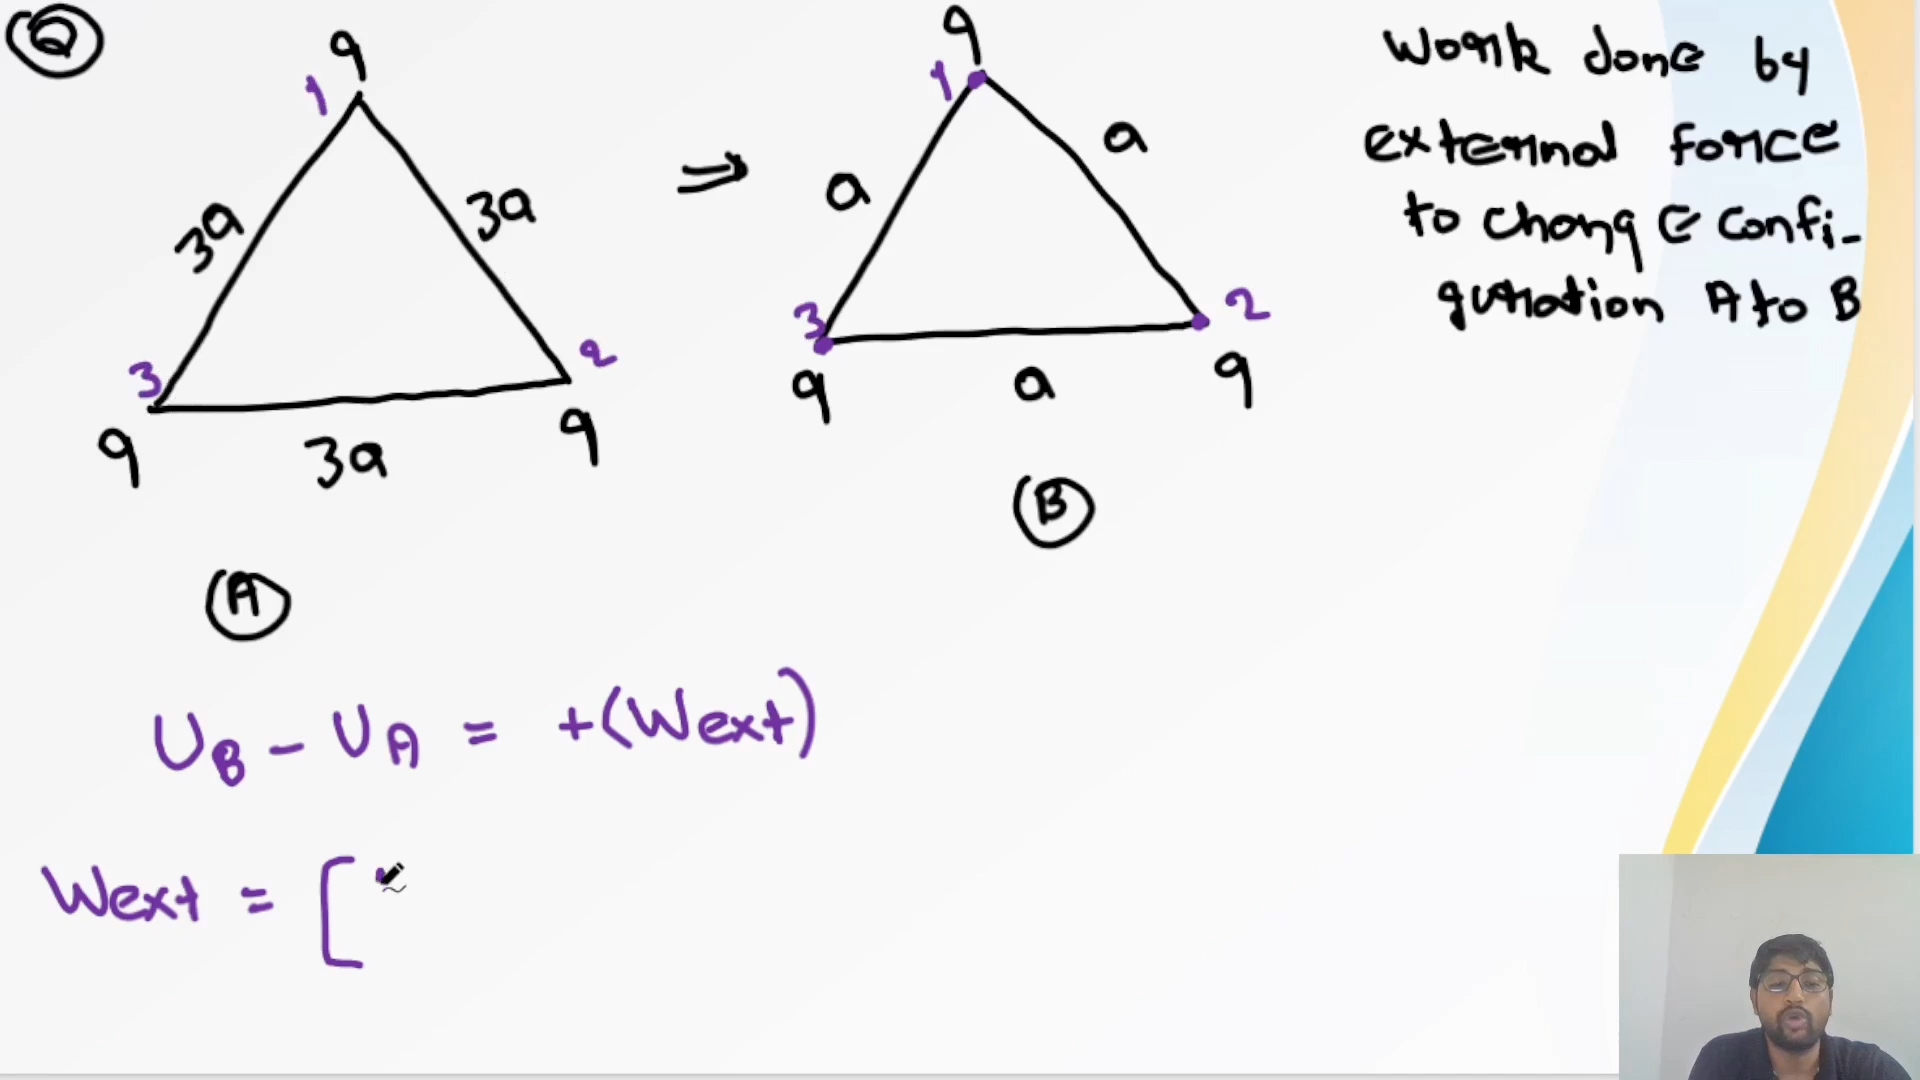 Q
q
1
3a
3a
3
2
q
3a
q
A
⇒
q
1
a
a
3
2
q
a
q
B
Work done by
external force
to change confi-
guration A to B
U_B - U_A = +(Wext)
Wext = [